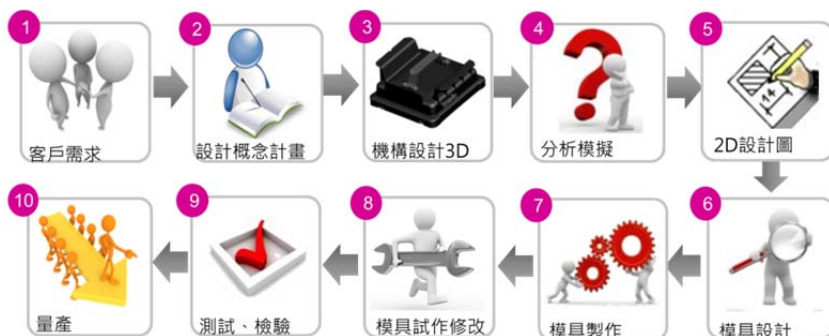 1
客戶需求
2
設計概念計畫
3
機構設計3D
4
分析模擬
5
2D設計圖
6
模具設計
7
模具製作
8
模具試作修改
9
測試、檢驗
10
量產